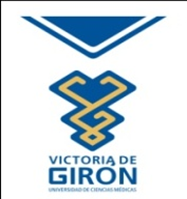 VICTORIA DE
GIRÓN
UNIVERSIDAD DE CIENCIAS MÉDICAS